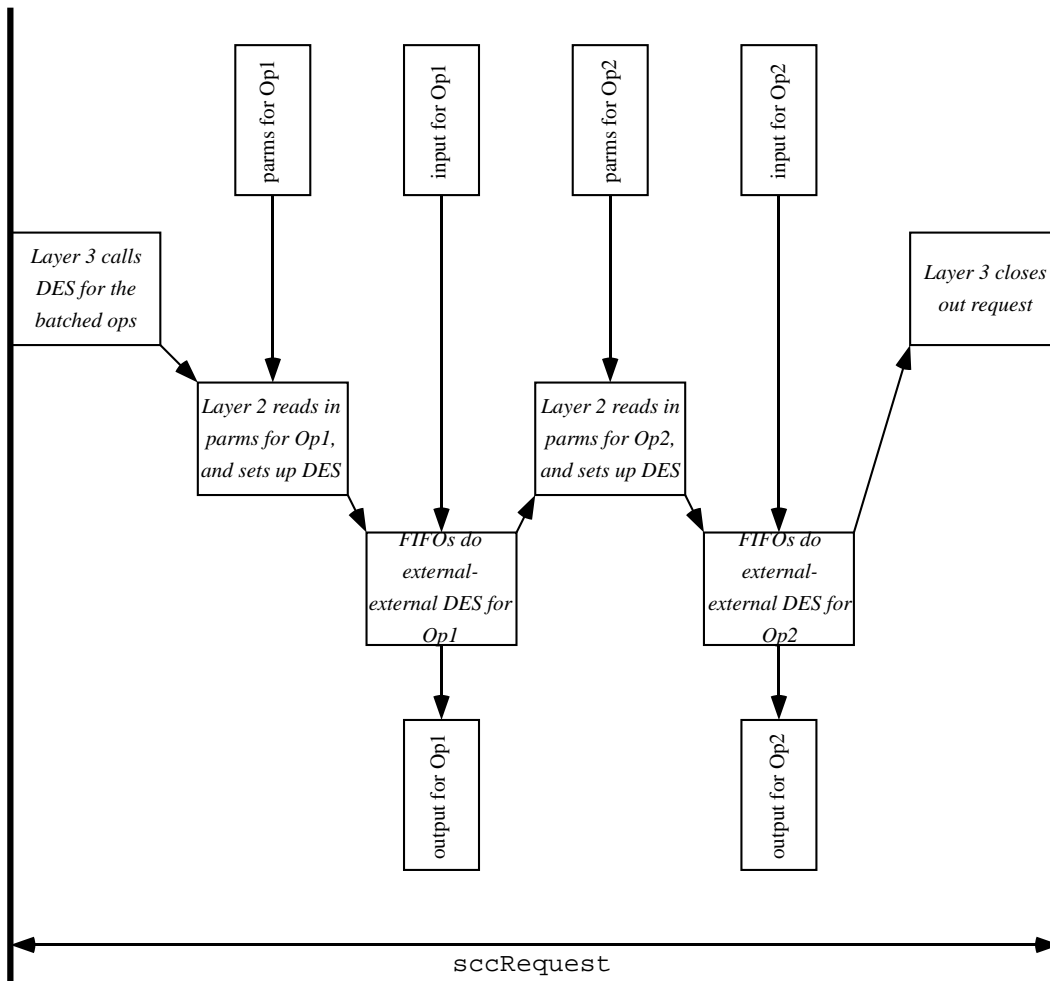 parms for Op1
input for Op1
parms for Op2
input for Op2
Layer 3 calls
DES for the
batched ops
Layer 3 closes
out request
Layer 2 reads in
parms for Op1,
and sets up DES
Layer 2 reads in
parms for Op2,
and sets up DES
FIFOs do
external-
external DES for
Op1
FIFOs do
external-
external DES for
Op2
output for Op1
output for Op2
sccRequest